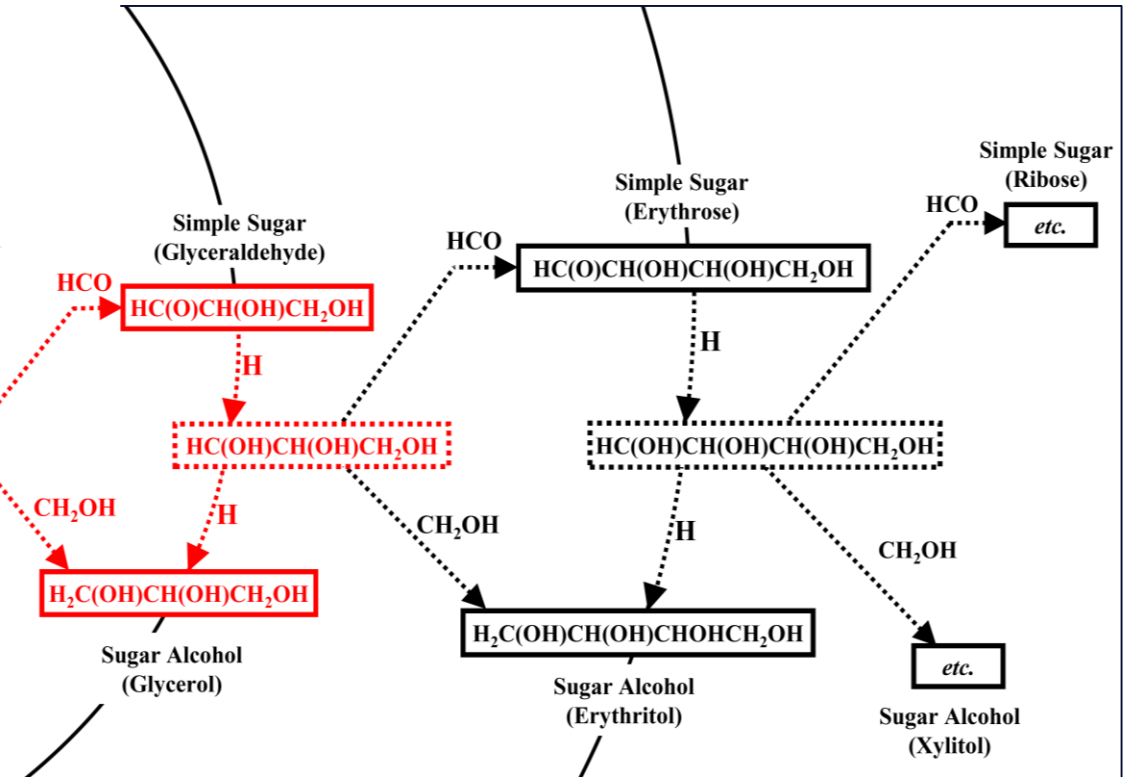 Simple Sugar
(Glyceraldehyde)
HCO
HC(O)CH(OH)CH₂OH
H
HC(OH)CH(OH)CH₂OH
CH₂OH
H
H₂C(OH)CH(OH)CH₂OH
Sugar Alcohol
(Glycerol)
Simple Sugar
(Erythrose)
HCO
HC(O)CH(OH)CH(OH)CH₂OH
H
HC(OH)CH(OH)CH(OH)CH₂OH
CH₂OH
H
H₂C(OH)CH(OH)CHOHCH₂OH
Sugar Alcohol
(Erythritol)
Simple Sugar
(Ribose)
HCO
etc.
CH₂OH
etc.
Sugar Alcohol
(Xylitol)